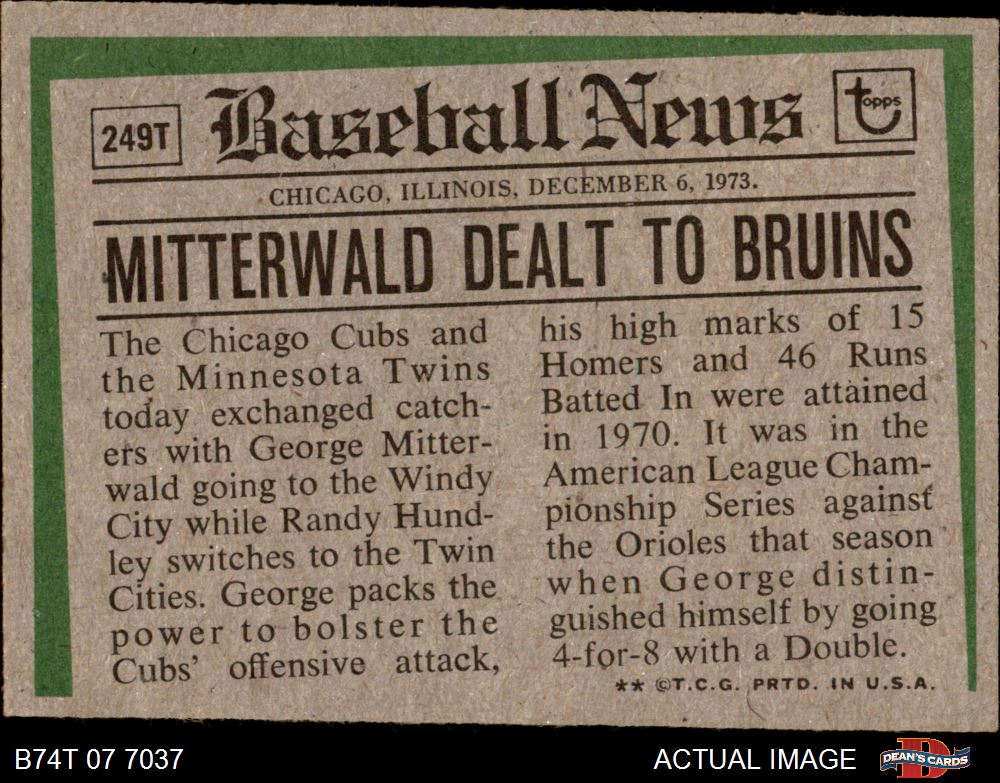 249T
Baseball News
topps
CHICAGO, ILLINOIS, DECEMBER 6, 1973.
MITTERWALD DEALT TO BRUINS
The Chicago Cubs and
the Minnesota Twins
today exchanged catch-
ers with George Mitter-
wald going to the Windy
City while Randy Hund-
ley switches to the Twin
Cities. George packs the
power to bolster the
Cubs' offensive attack,
his high marks of 15
Homers and 46 Runs
Batted In were attained
in 1970. It was in the
American League Cham-
pionship Series against
the Orioles that season
when George distin-
guished himself by going
4-for-8 with a Double.
** ©T.C.G. PRTD. IN U.S.A.
B74T 07 7037
ACTUAL IMAGE
D
DEAN'S CARDS